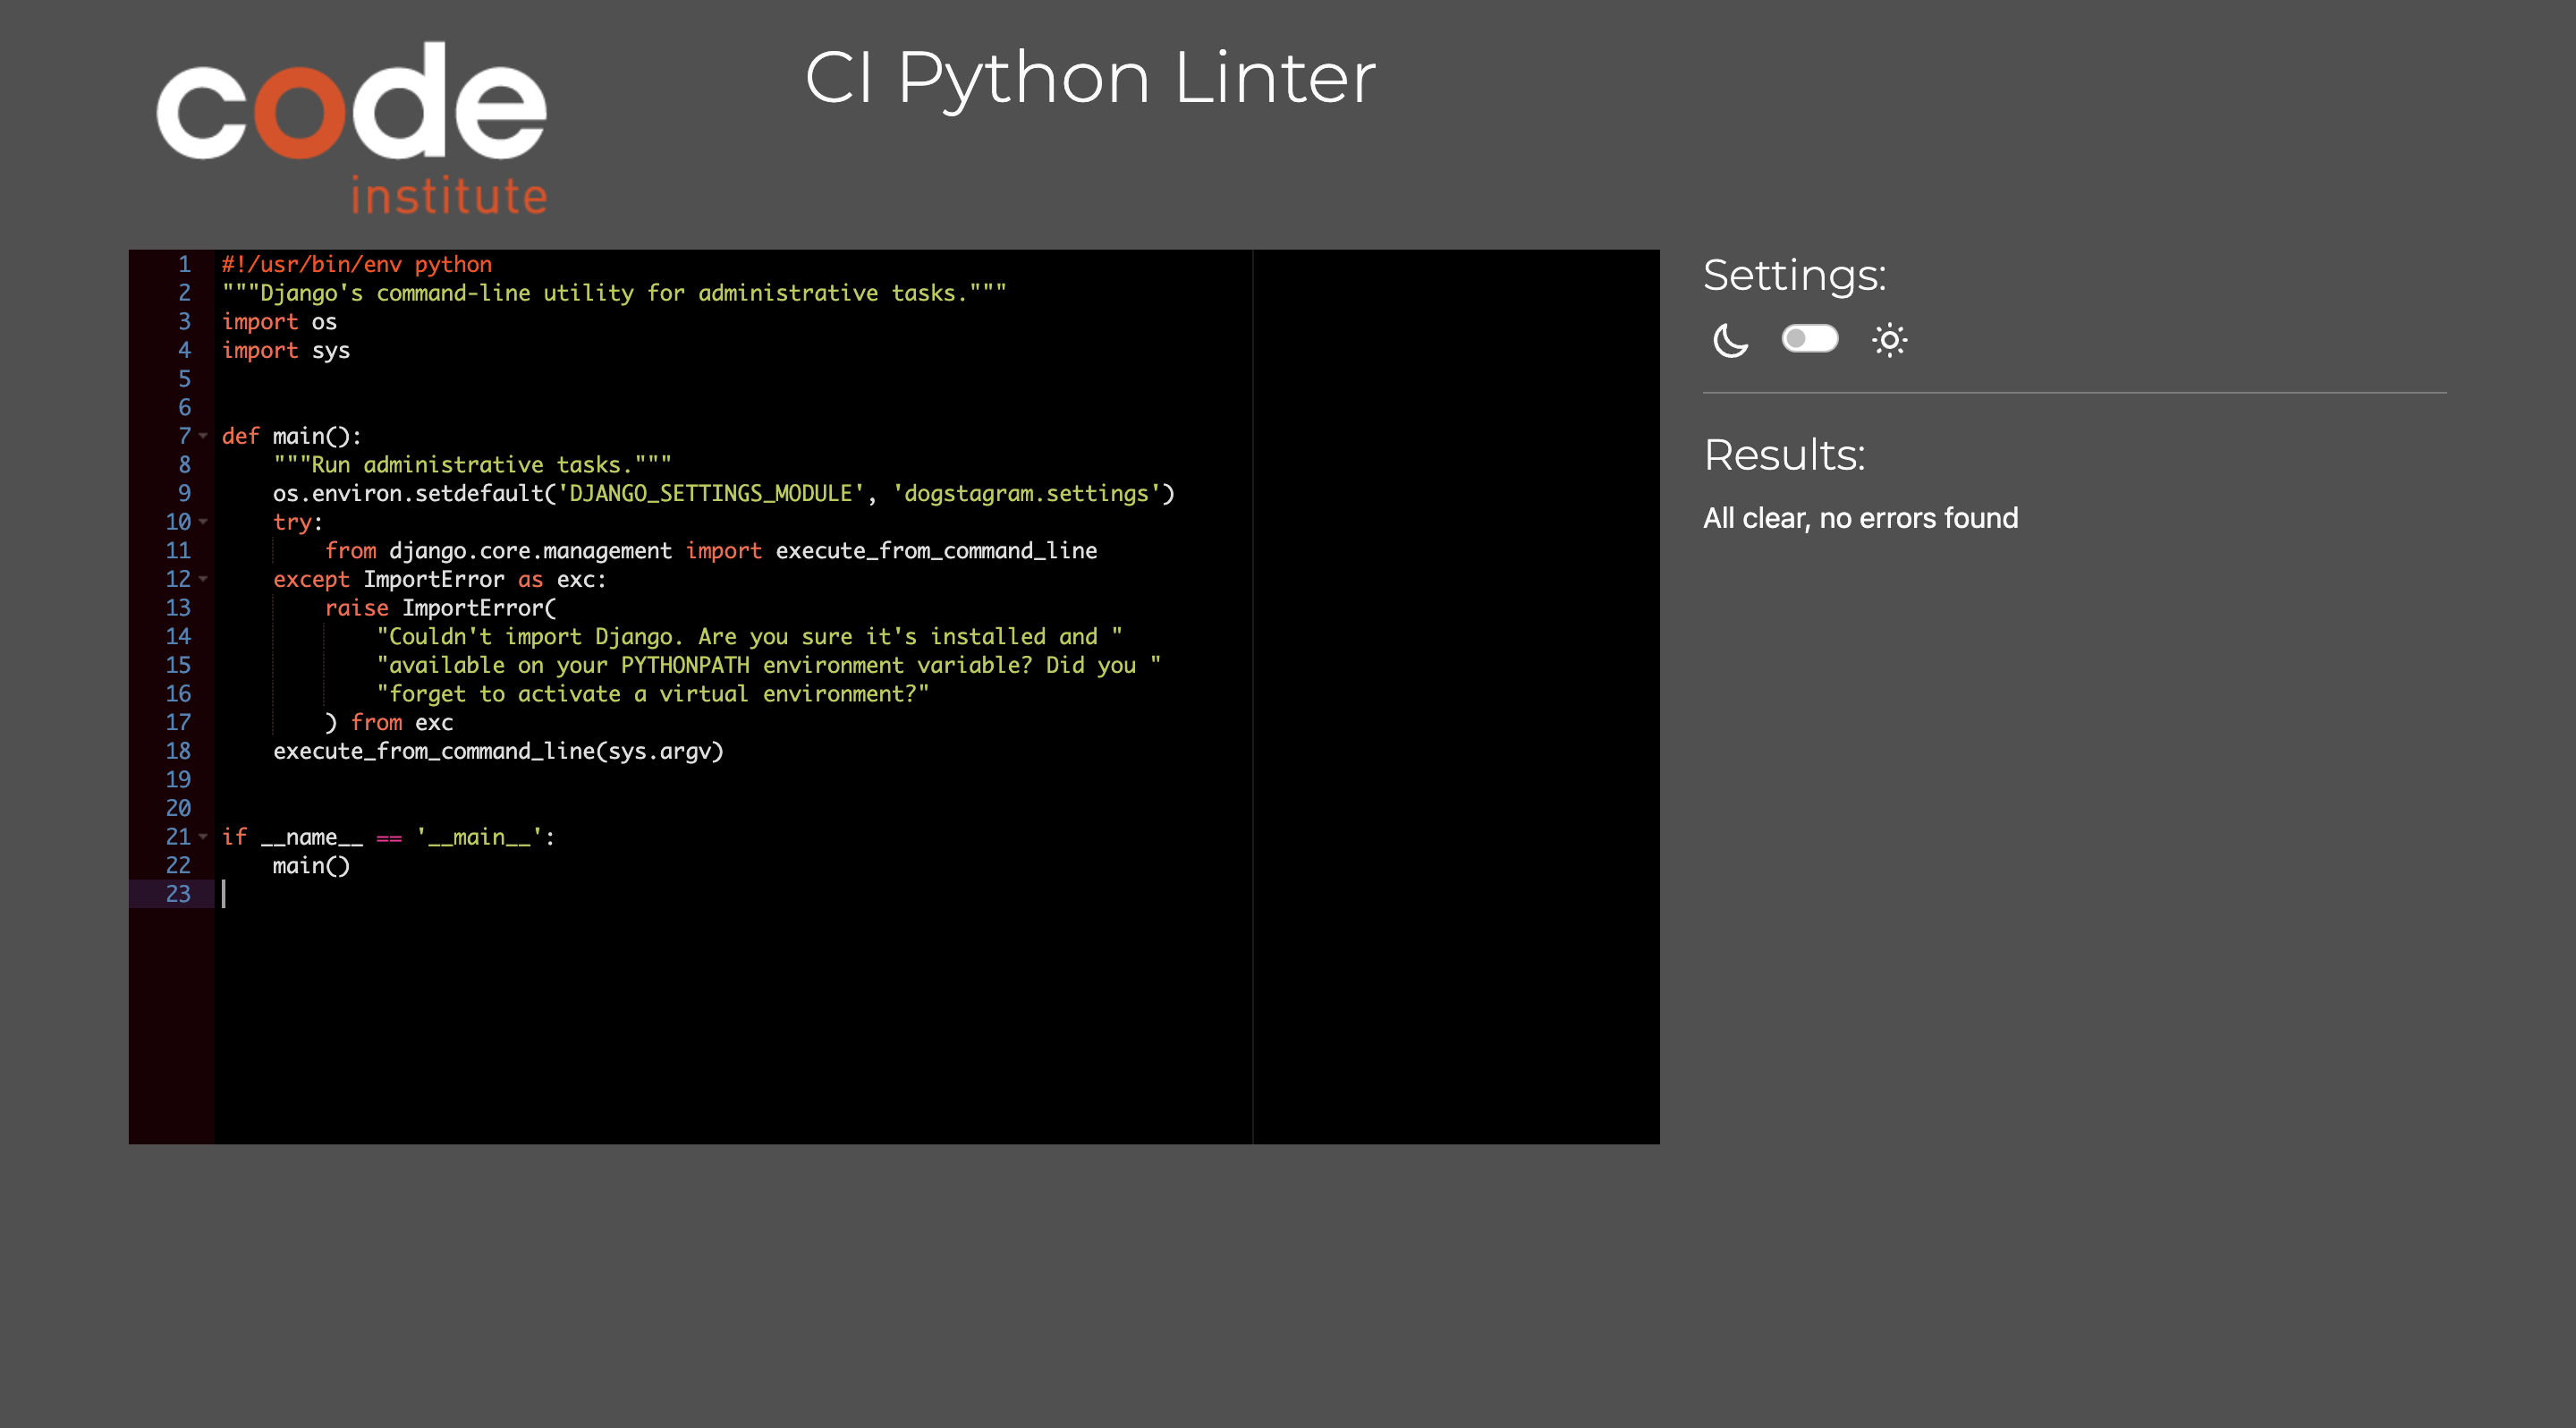 code
institute
CI Python Linter
1 #!/usr/bin/env python
2 """Django's command-line utility for administrative tasks."""
3 import os
4 import sys
5
6
7 def main():
8     """Run administrative tasks."""
9     os.environ.setdefault('DJANGO_SETTINGS_MODULE', 'dogstagram.settings')
10     try:
11         from django.core.management import execute_from_command_line
12     except ImportError as exc:
13         raise ImportError(
14             "Couldn't import Django. Are you sure it's installed and "
15             "available on your PYTHONPATH environment variable? Did you "
16             "forget to activate a virtual environment?"
17         ) from exc
18     execute_from_command_line(sys.argv)
19
20
21 if __name__ == '__main__':
22     main()
23
Settings:
Results:
All clear, no errors found